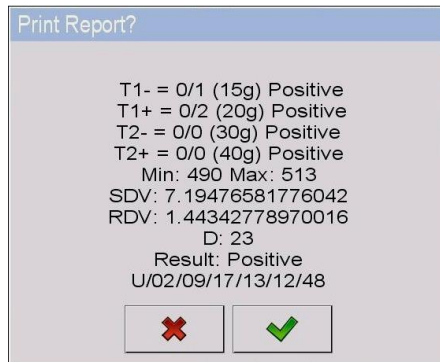 Print Report?
T1- = 0/1 (15g) Positive
T1+ = 0/2 (20g) Positive
T2- = 0/0 (30g) Positive
T2+ = 0/0 (40g) Positive
Min: 490 Max: 513
SDV: 7.19476581776042
RDV: 1.44342778970016
D: 23
Result: Positive
U/02/09/17/13/12/48